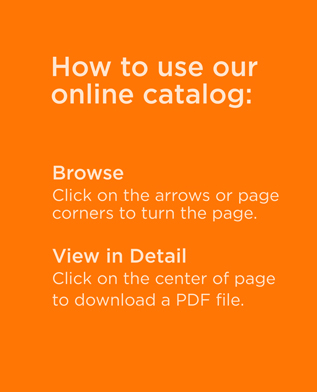 How to use our
online catalog:
Browse
Click on the arrows or page
corners to turn the page.
View in Detail
Click on the center of page
to download a PDF file.